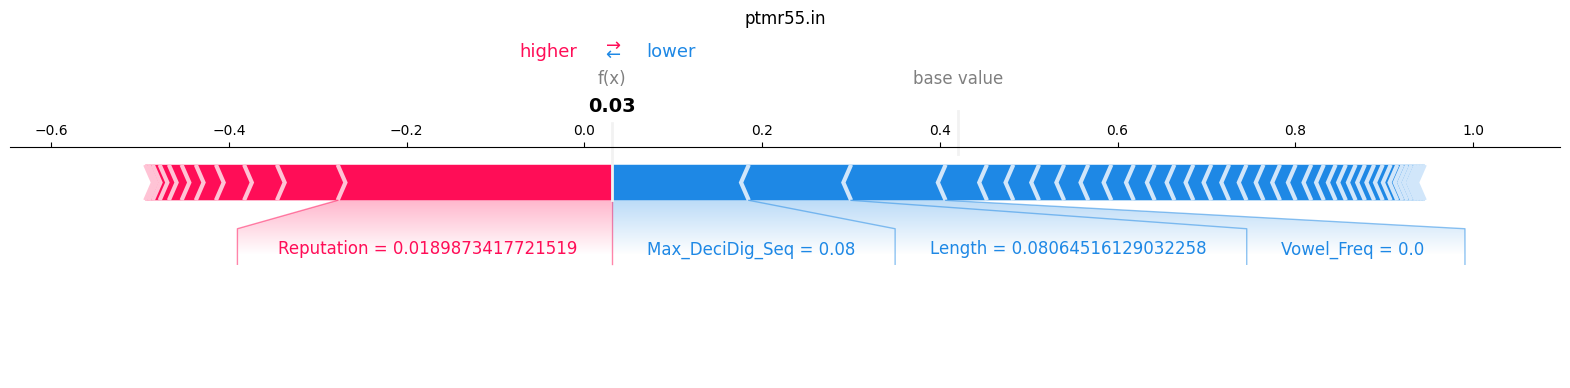 ptmr55.in
higher ⇄ lower
f(x) base value
0.03
−0.6 −0.4 −0.2 0.0 0.2 0.4 0.6 0.8 1.0
Reputation = 0.0189873417721519 Max_DeciDig_Seq = 0.08 Length = 0.08064516129032258 Vowel_Freq = 0.0